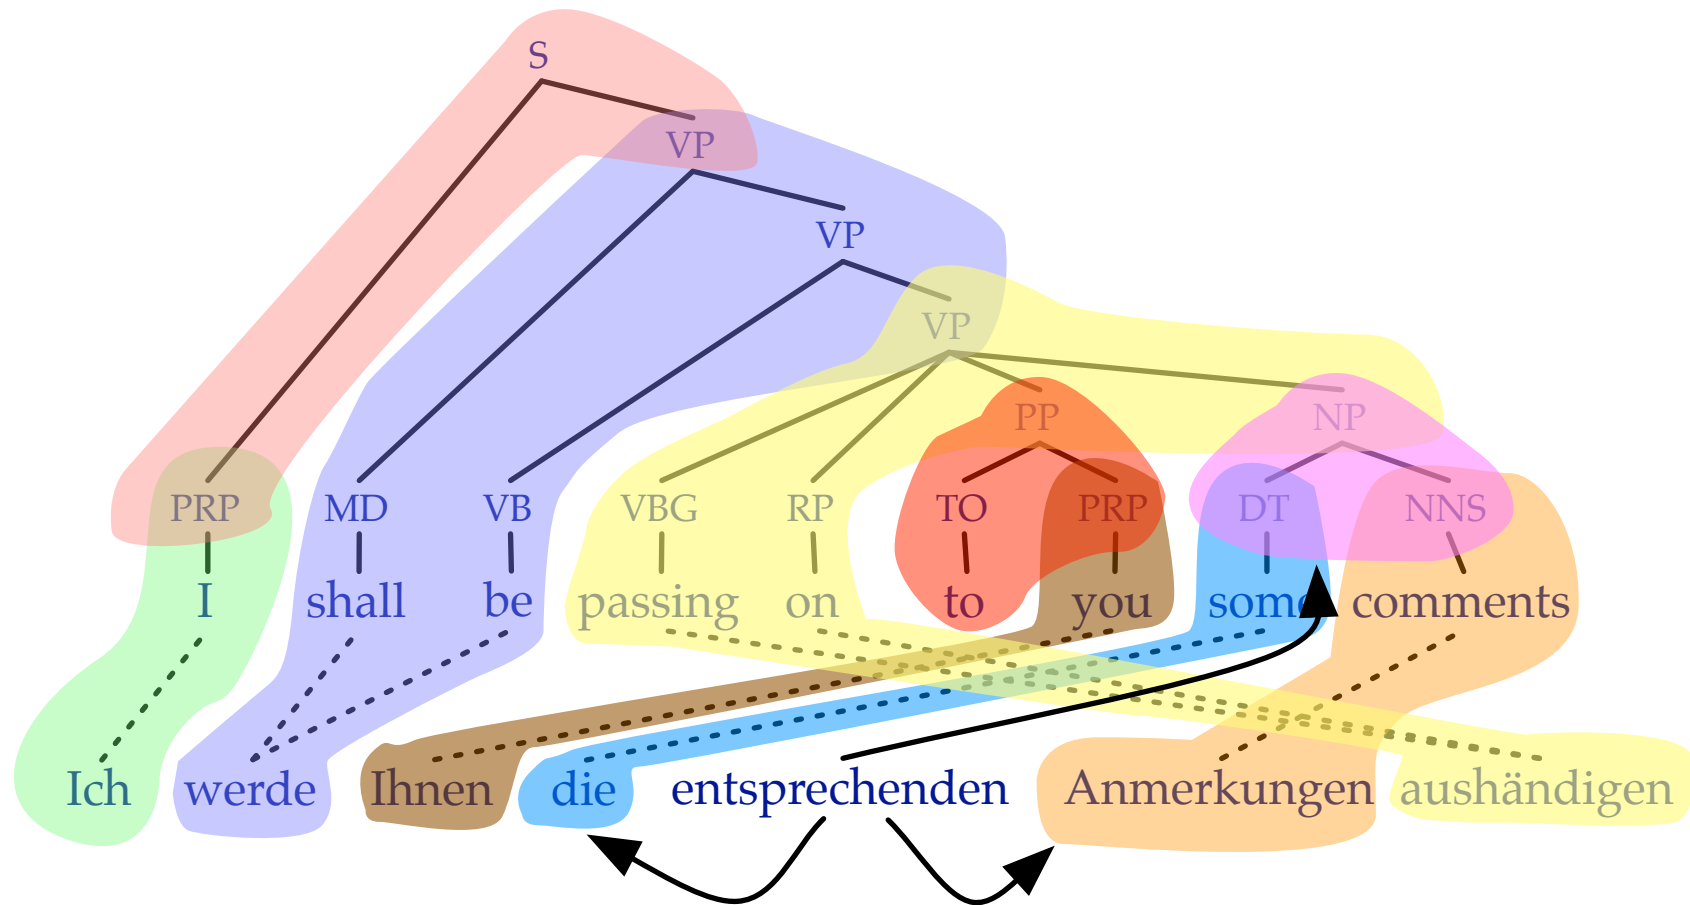 S
VP
VP
VP
PP NP
PRP MD VB VBG RP TO PRP DT NNS
I shall be passing on to you some comments
Ich werde Ihnen die entsprechenden Anmerkungen aushändigen